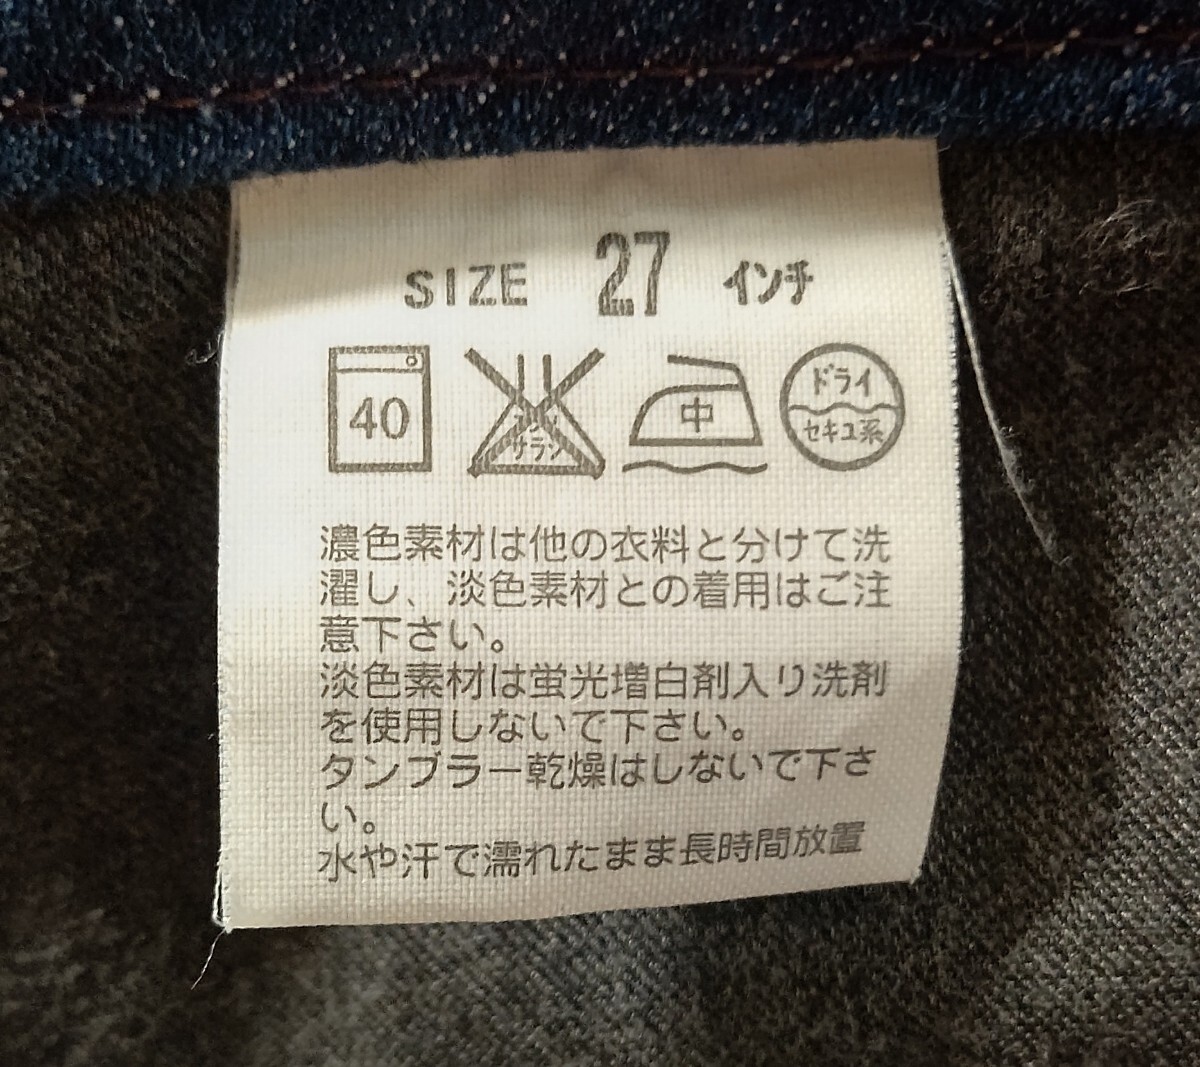 SIZE 27 インチ
40 サラシ 中 ドライ
セキユ系
濃色素材は他の衣料と分けて洗
濯し、淡色素材との着用はご注
意下さい。
淡色素材は蛍光増白剤入り洗剤
を使用しないで下さい。
タンブラー乾燥はしないで下さ
い。
水や汗で濡れたまま長時間放置